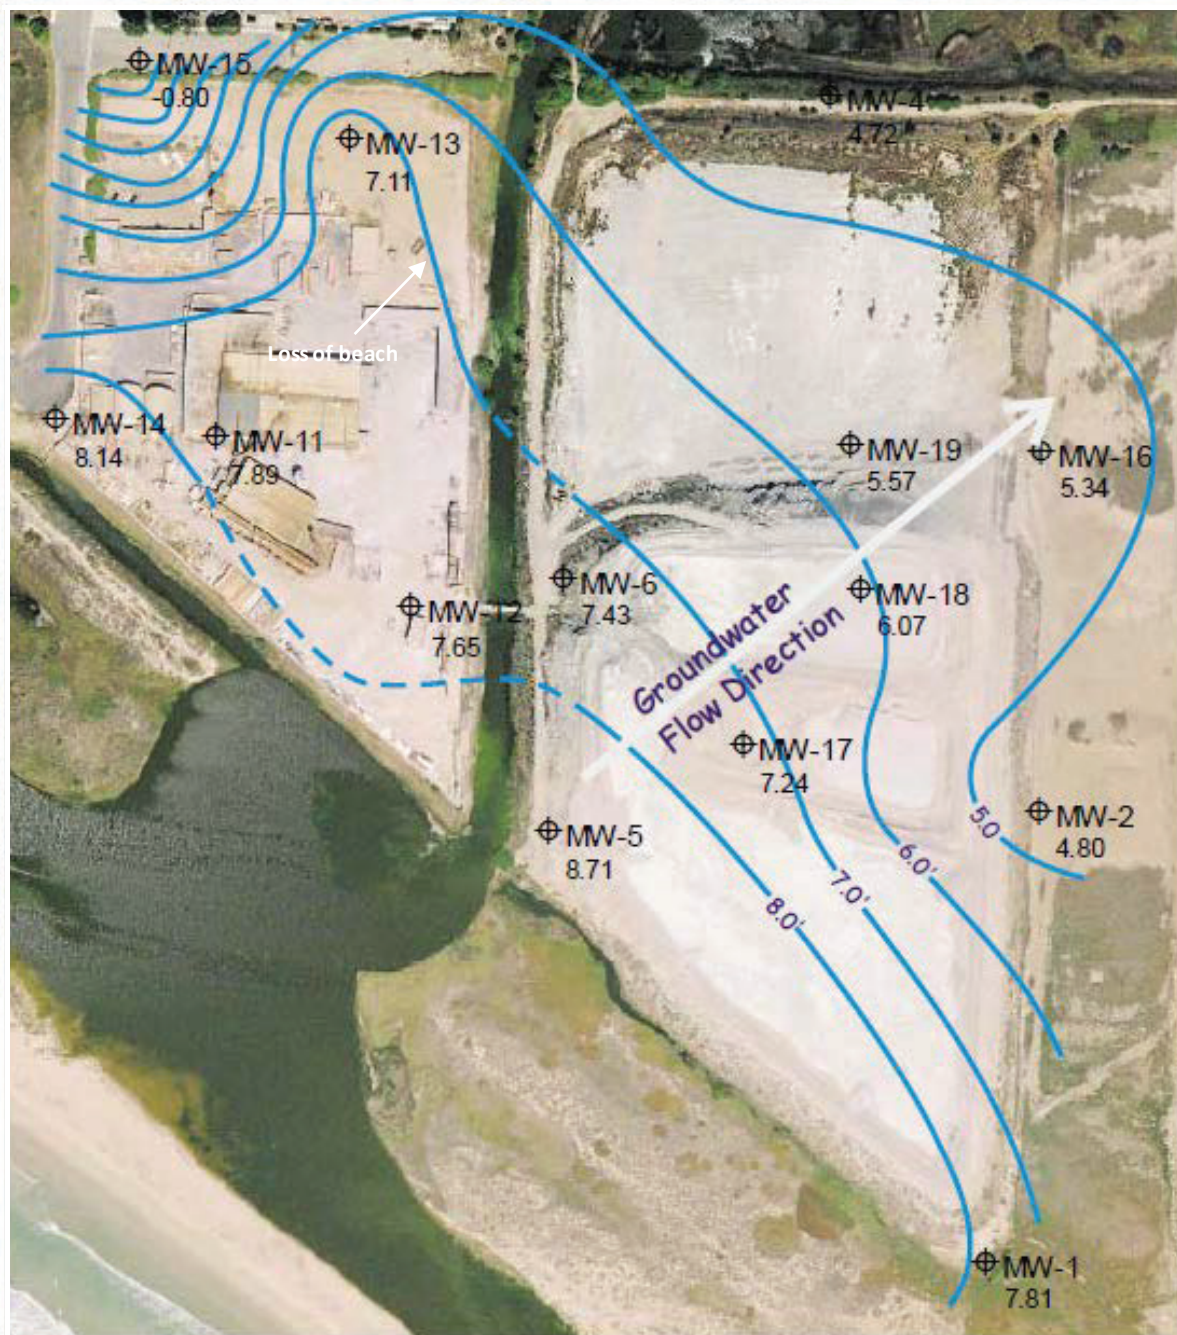 MW-15
-0.80
MW-4
4.72
MW-13
7.11
Loss of beach
MW-14
8.14
MW-11
7.89
MW-19
5.57
MW-16
5.34
MW-6
7.43
MW-18
6.07
MW-12
7.65
Groundwater
Flow Direction
MW-17
7.24
MW-5
8.71
MW-2
4.80
5.0
6.0'
7.0'
8.0'
MW-1
7.81